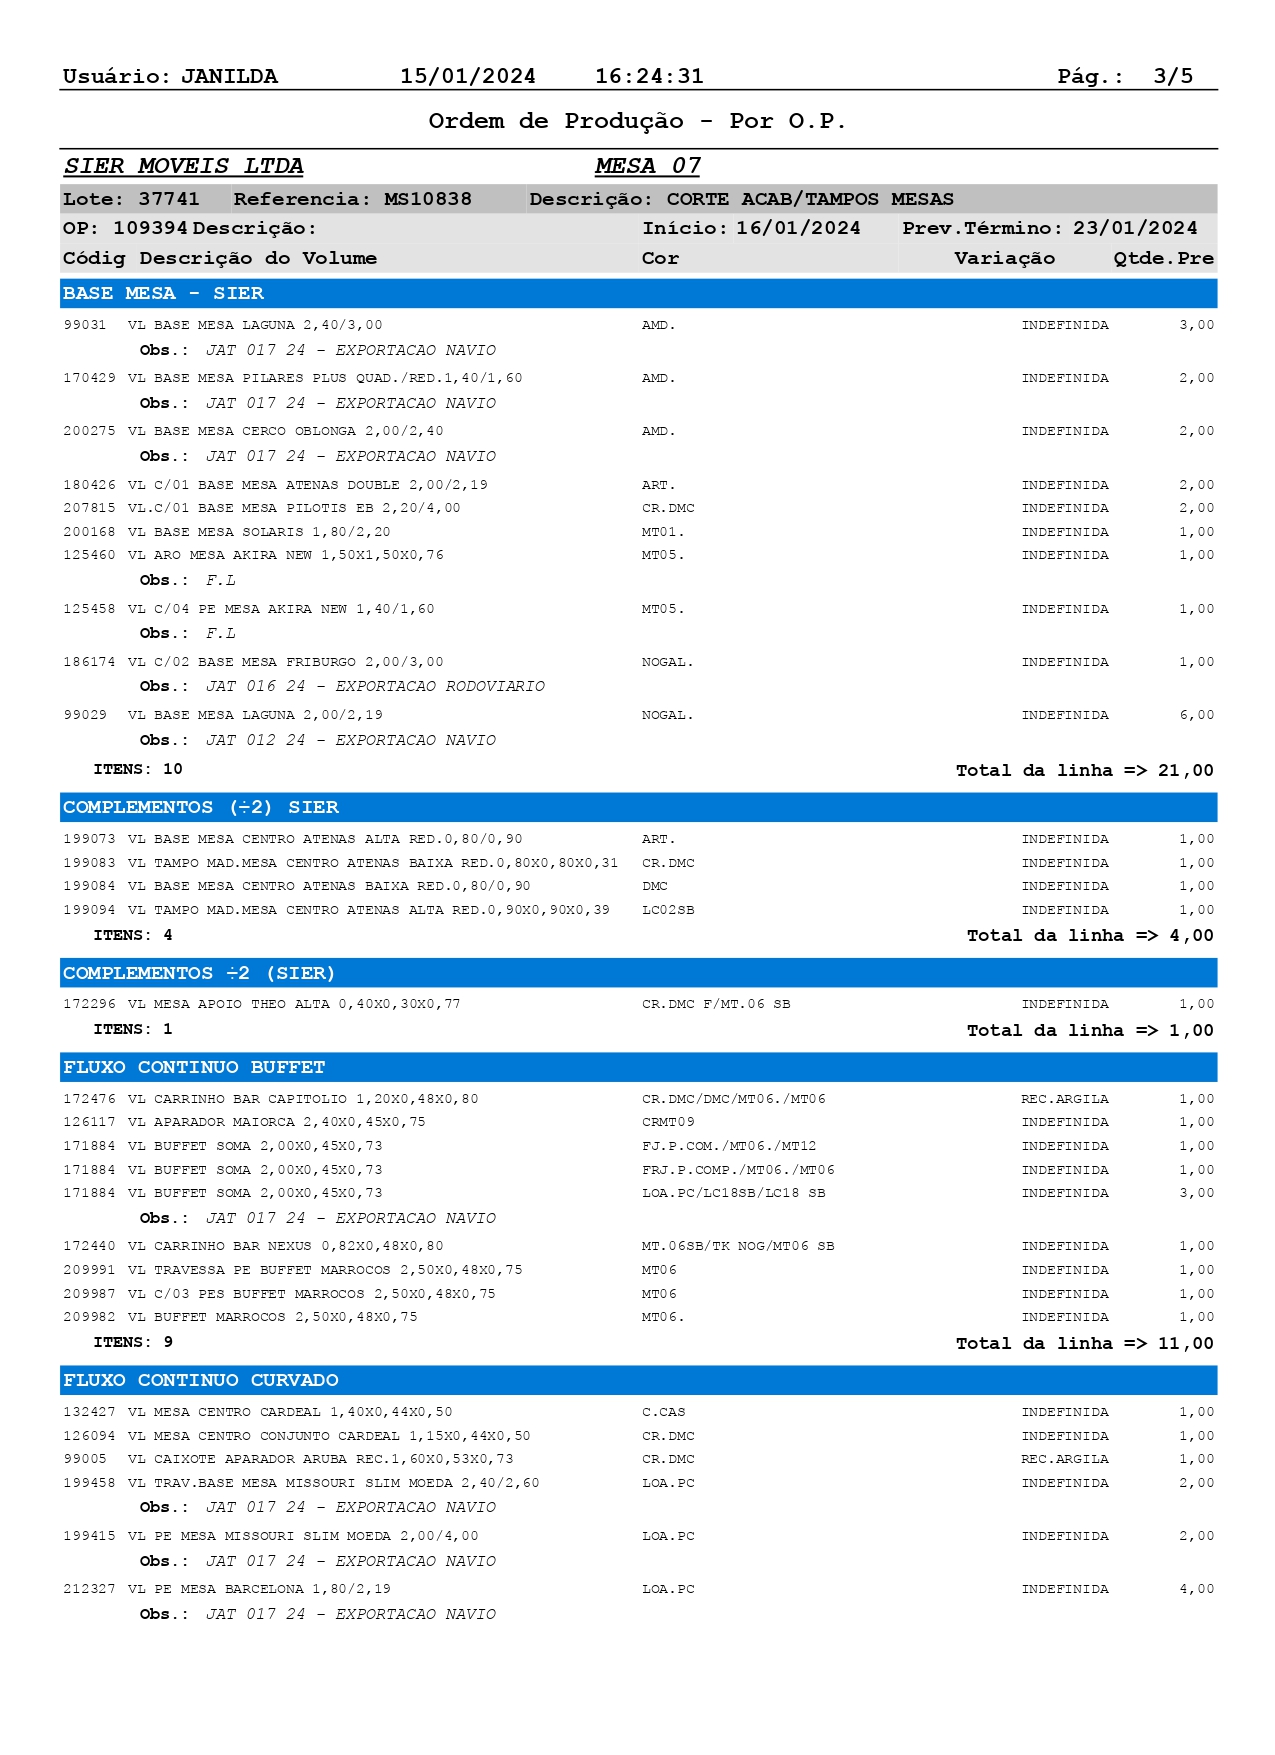 Usuário: JANILDA 15/01/2024 16:24:31 Pág.: 3/5
Ordem de Produção - Por O.P.
SIER MOVEIS LTDA MESA 07
Lote: 37741 Referencia: MS10838 Descrição: CORTE ACAB/TAMPOS MESAS
OP: 109394 Descrição: Início: 16/01/2024 Prev.Término: 23/01/2024
Códig Descrição do Volume Cor Variação Qtde.Pre
BASE MESA - SIER
99031 VL BASE MESA LAGUNA 2,40/3,00 AMD. INDEFINIDA 3,00
Obs.: JAT 017 24 - EXPORTACAO NAVIO
170429 VL BASE MESA PILARES PLUS QUAD./RED.1,40/1,60 AMD. INDEFINIDA 2,00
Obs.: JAT 017 24 - EXPORTACAO NAVIO
200275 VL BASE MESA CERCO OBLONGA 2,00/2,40 AMD. INDEFINIDA 2,00
Obs.: JAT 017 24 - EXPORTACAO NAVIO
180426 VL C/01 BASE MESA ATENAS DOUBLE 2,00/2,19 ART. INDEFINIDA 2,00
207815 VL.C/01 BASE MESA PILOTIS EB 2,20/4,00 CR.DMC INDEFINIDA 2,00
200168 VL BASE MESA SOLARIS 1,80/2,20 MT01. INDEFINIDA 1,00
125460 VL ARO MESA AKIRA NEW 1,50X1,50X0,76 MT05. INDEFINIDA 1,00
Obs.: F.L
125458 VL C/04 PE MESA AKIRA NEW 1,40/1,60 MT05. INDEFINIDA 1,00
Obs.: F.L
186174 VL C/02 BASE MESA FRIBURGO 2,00/3,00 NOGAL. INDEFINIDA 1,00
Obs.: JAT 016 24 - EXPORTACAO RODOVIARIO
99029 VL BASE MESA LAGUNA 2,00/2,19 NOGAL. INDEFINIDA 6,00
Obs.: JAT 012 24 - EXPORTACAO NAVIO
ITENS: 10 Total da linha => 21,00
COMPLEMENTOS (÷2) SIER
199073 VL BASE MESA CENTRO ATENAS ALTA RED.0,80/0,90 ART. INDEFINIDA 1,00
199083 VL TAMPO MAD.MESA CENTRO ATENAS BAIXA RED.0,80X0,80X0,31 CR.DMC INDEFINIDA 1,00
199084 VL BASE MESA CENTRO ATENAS BAIXA RED.0,80/0,90 DMC INDEFINIDA 1,00
199094 VL TAMPO MAD.MESA CENTRO ATENAS ALTA RED.0,90X0,90X0,39 LC02SB INDEFINIDA 1,00
ITENS: 4 Total da linha => 4,00
COMPLEMENTOS ÷2 (SIER)
172296 VL MESA APOIO THEO ALTA 0,40X0,30X0,77 CR.DMC F/MT.06 SB INDEFINIDA 1,00
ITENS: 1 Total da linha => 1,00
FLUXO CONTINUO BUFFET
172476 VL CARRINHO BAR CAPITOLIO 1,20X0,48X0,80 CR.DMC/DMC/MT06./MT06 REC.ARGILA 1,00
126117 VL APARADOR MAIORCA 2,40X0,45X0,75 CRMT09 INDEFINIDA 1,00
171884 VL BUFFET SOMA 2,00X0,45X0,73 FJ.P.COM./MT06./MT12 INDEFINIDA 1,00
171884 VL BUFFET SOMA 2,00X0,45X0,73 FRJ.P.COMP./MT06./MT06 INDEFINIDA 1,00
171884 VL BUFFET SOMA 2,00X0,45X0,73 LOA.PC/LC18SB/LC18 SB INDEFINIDA 3,00
Obs.: JAT 017 24 - EXPORTACAO NAVIO
172440 VL CARRINHO BAR NEXUS 0,82X0,48X0,80 MT.06SB/TK NOG/MT06 SB INDEFINIDA 1,00
209991 VL TRAVESSA PE BUFFET MARROCOS 2,50X0,48X0,75 MT06 INDEFINIDA 1,00
209987 VL C/03 PES BUFFET MARROCOS 2,50X0,48X0,75 MT06 INDEFINIDA 1,00
209982 VL BUFFET MARROCOS 2,50X0,48X0,75 MT06. INDEFINIDA 1,00
ITENS: 9 Total da linha => 11,00
FLUXO CONTINUO CURVADO
132427 VL MESA CENTRO CARDEAL 1,40X0,44X0,50 C.CAS INDEFINIDA 1,00
126094 VL MESA CENTRO CONJUNTO CARDEAL 1,15X0,44X0,50 CR.DMC INDEFINIDA 1,00
99005 VL CAIXOTE APARADOR ARUBA REC.1,60X0,53X0,73 CR.DMC REC.ARGILA 1,00
199458 VL TRAV.BASE MESA MISSOURI SLIM MOEDA 2,40/2,60 LOA.PC INDEFINIDA 2,00
Obs.: JAT 017 24 - EXPORTACAO NAVIO
199415 VL PE MESA MISSOURI SLIM MOEDA 2,00/4,00 LOA.PC INDEFINIDA 2,00
Obs.: JAT 017 24 - EXPORTACAO NAVIO
212327 VL PE MESA BARCELONA 1,80/2,19 LOA.PC INDEFINIDA 4,00
Obs.: JAT 017 24 - EXPORTACAO NAVIO